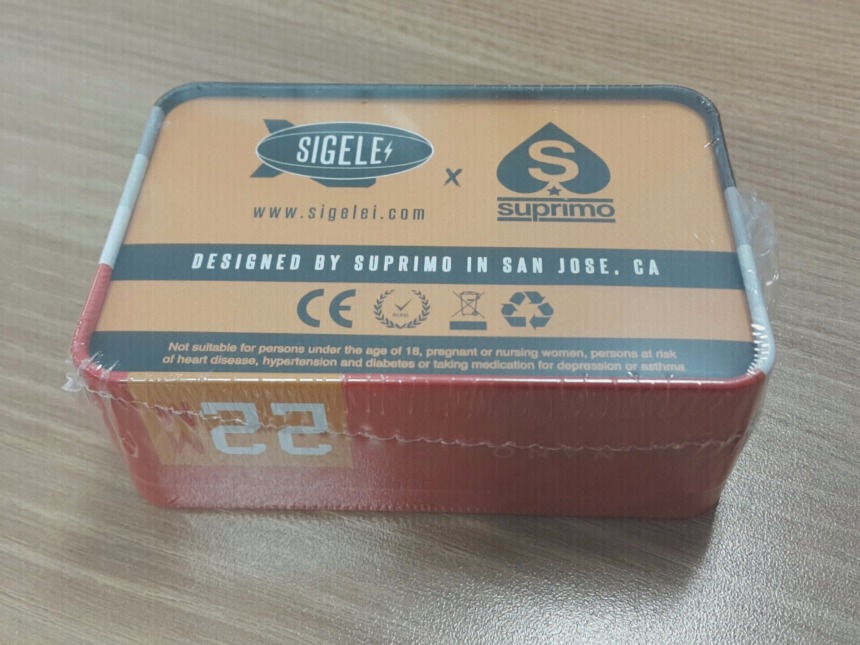 SIGELEI
x
S
suprimo
www.sigelei.com
DESIGNED BY SUPRIMO IN SAN JOSE, CA
CE
Not suitable for persons under the age of 18, pregnant or nursing women, persons at risk
of heart disease, hypertension and diabetes or taking medication for depression or asthma
22